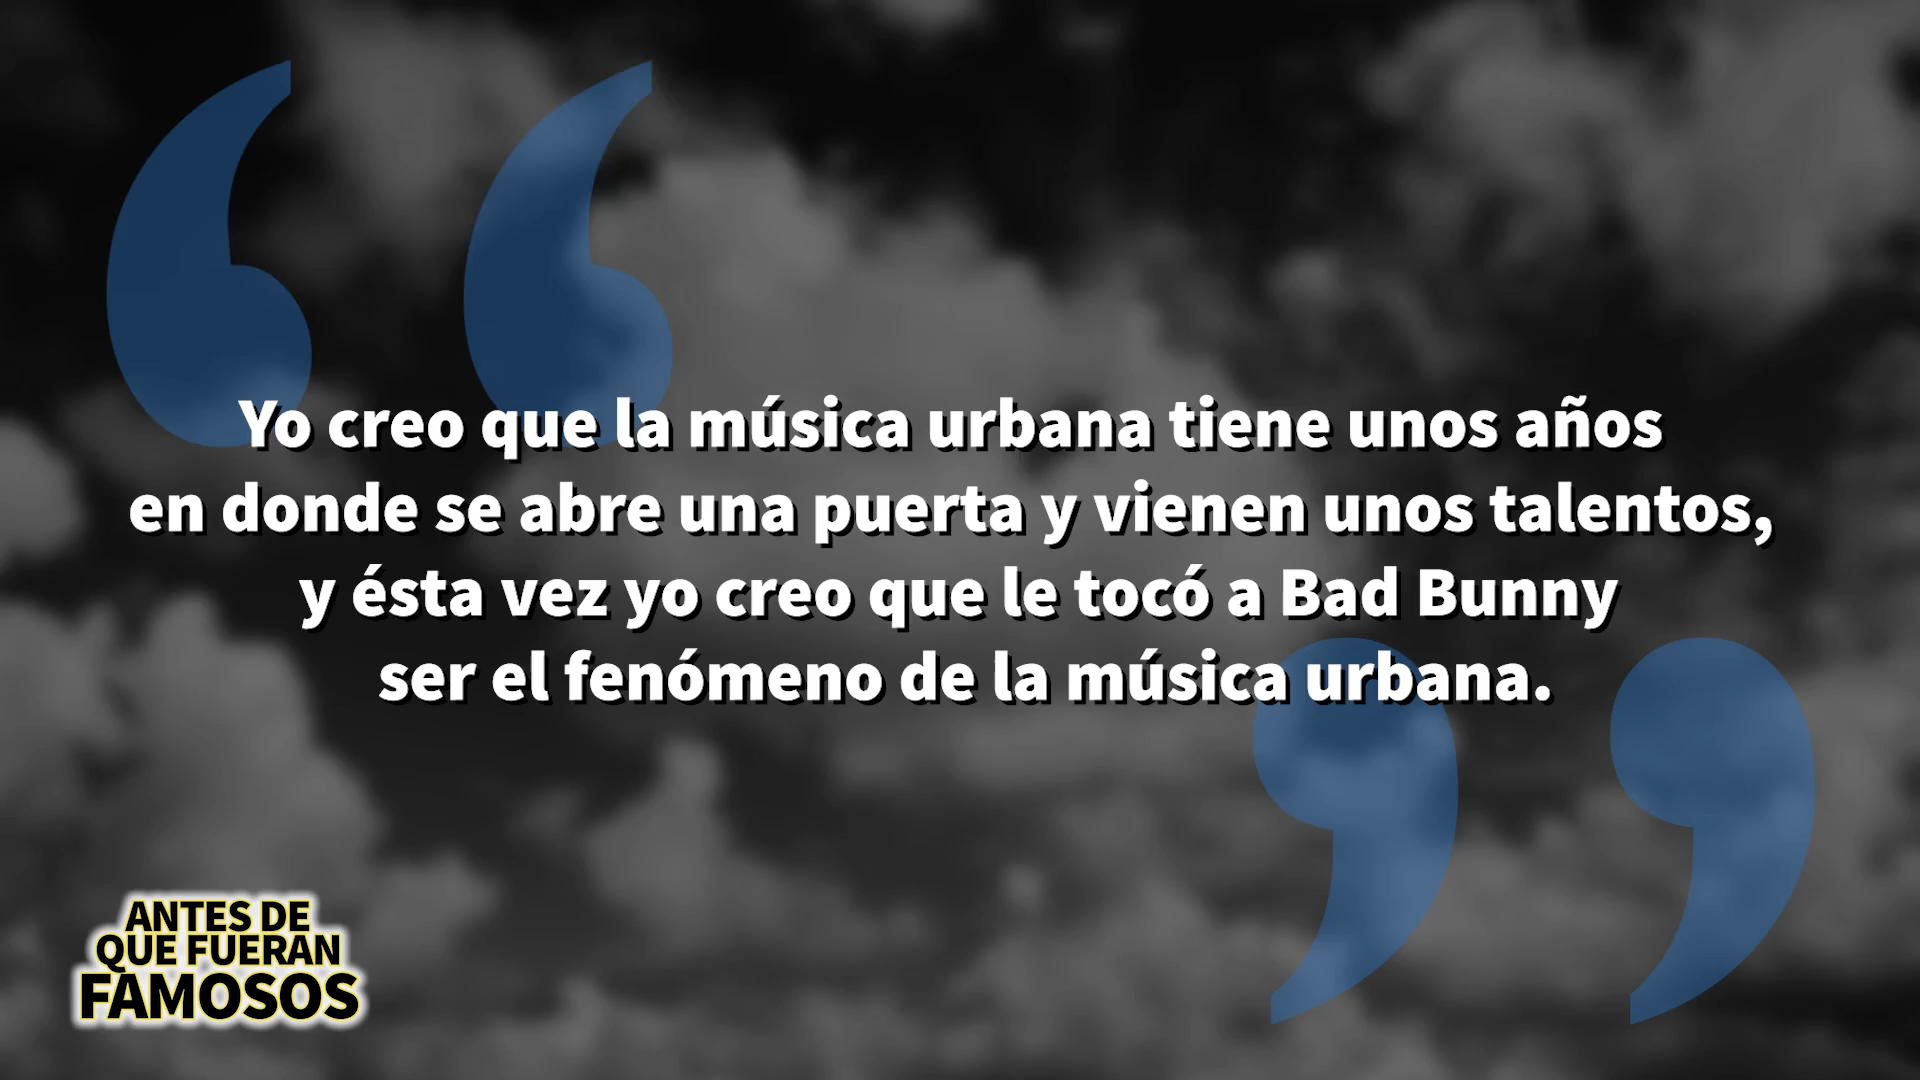 Yo creo que la música urbana tiene unos años
en donde se abre una puerta y vienen unos talentos,
y ésta vez yo creo que le tocó a Bad Bunny
ser el fenómeno de la música urbana.
ANTES DE
QUE FUERAN
FAMOSOS